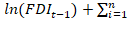 ln(FDI_{t−1}) + ∑_{i=1}^{n}